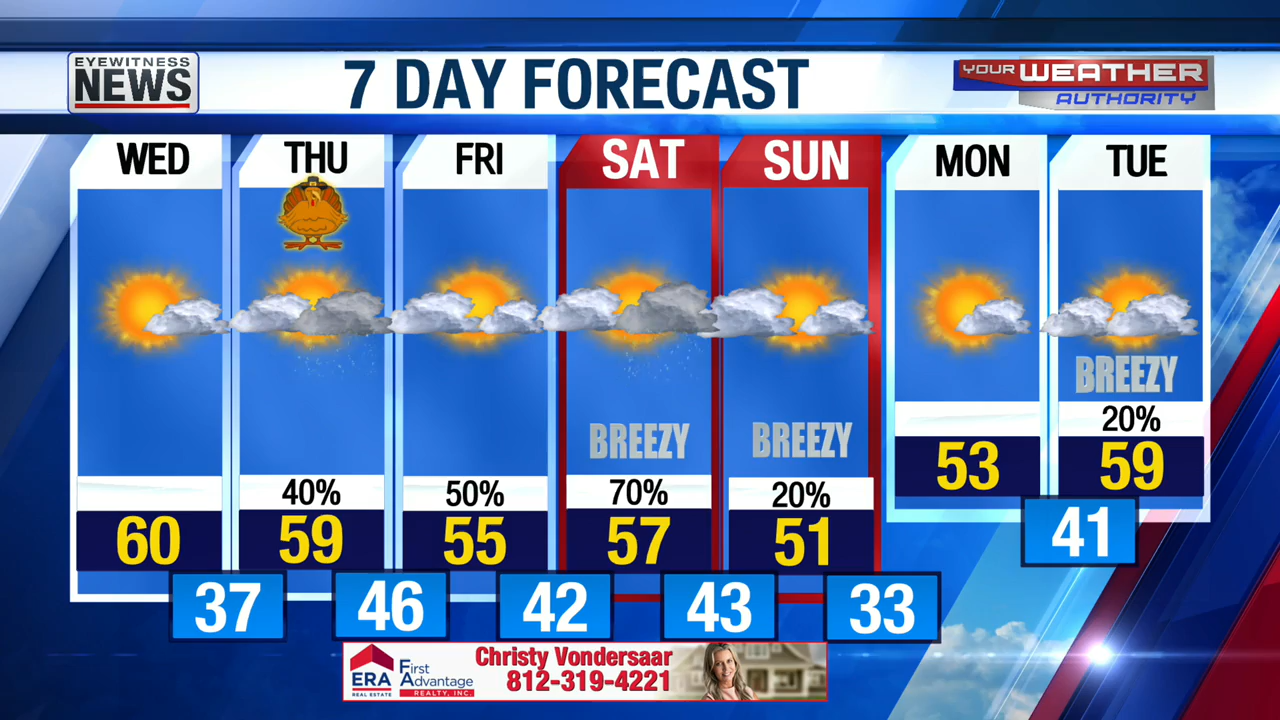 EYEWITNESS
NEWS
7 DAY FORECAST
YOUR WEATHER
AUTHORITY
WED THU FRI SAT SUN MON TUE
BREEZY
BREEZY BREEZY
20%
53 59
40% 50% 70% 20%
60 59 55 57 51
41
37 46 42 43 33
ERA
REAL ESTATE
First
Advantage
REALTY, INC.
Christy Vondersaar
812-319-4221